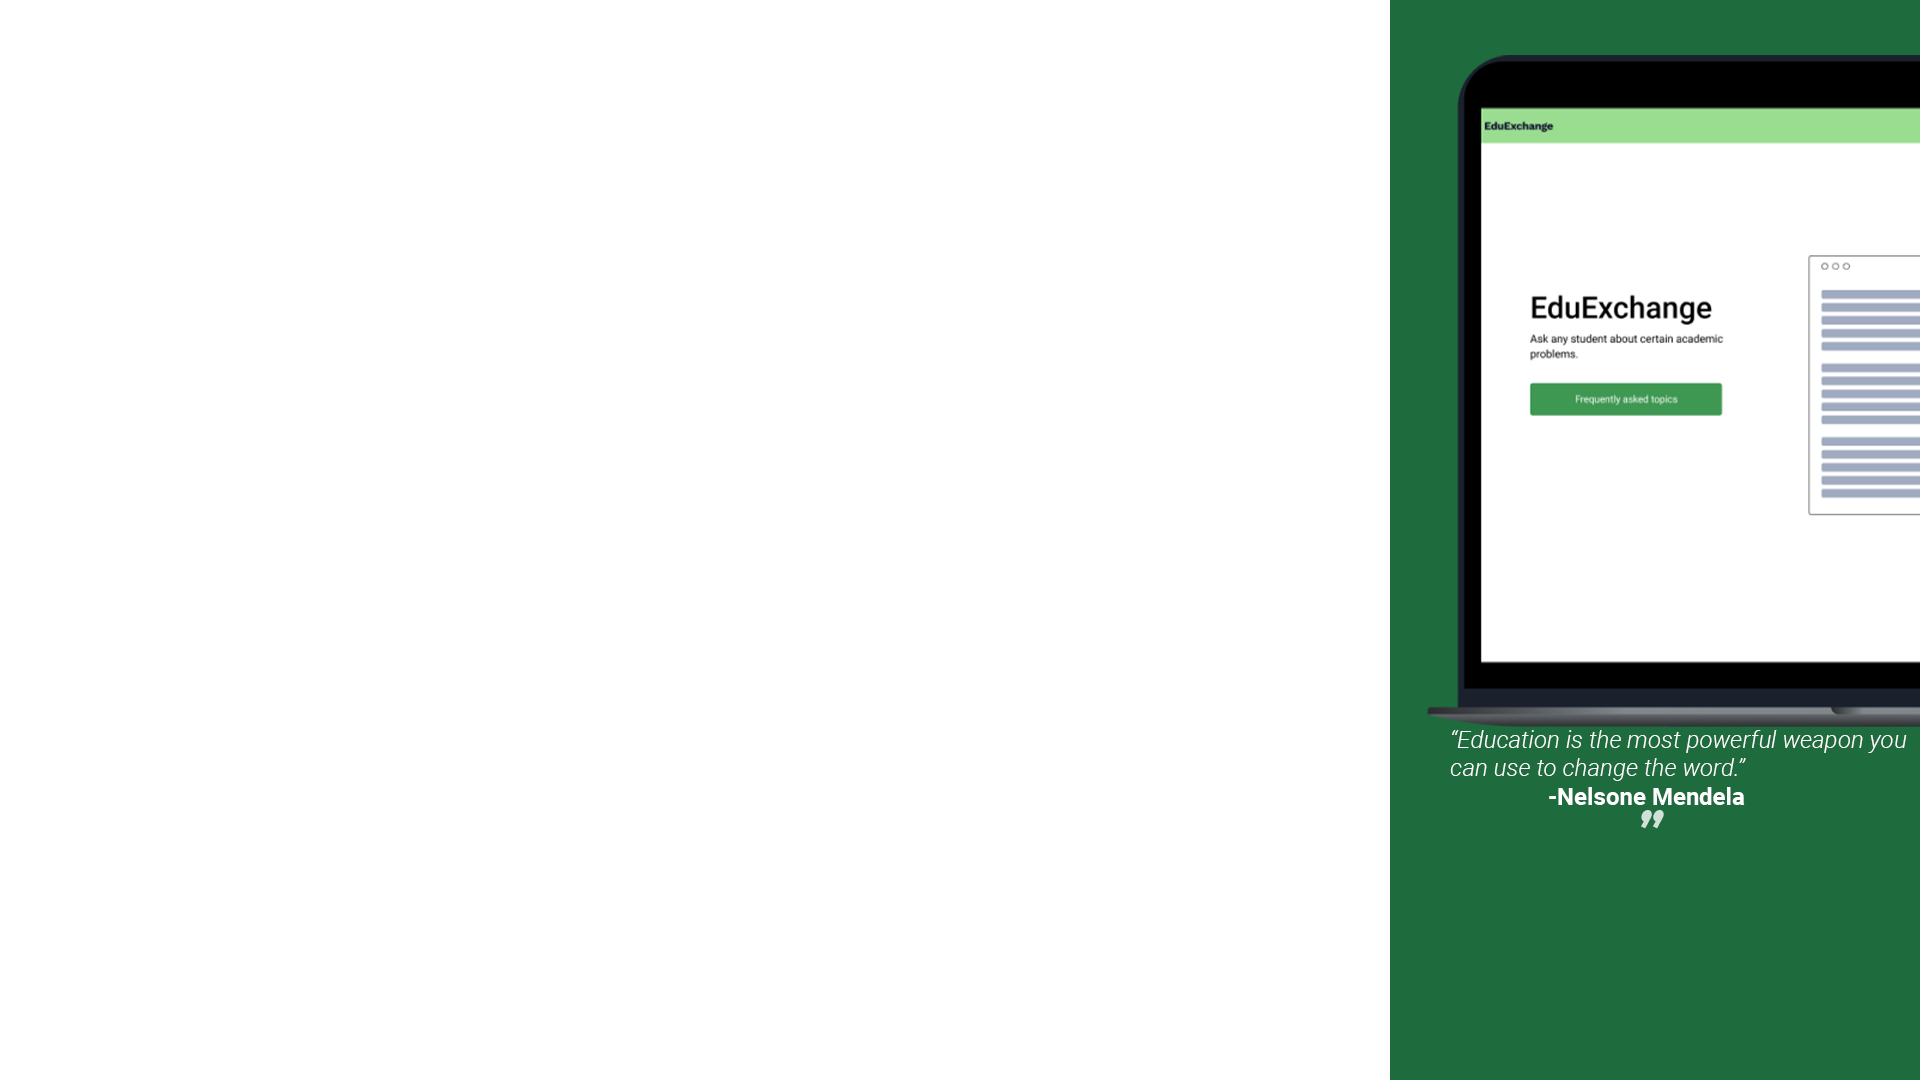 EduExchange
EduExchange
Ask any student about certain academic
problems.
Frequently asked topics
“Education is the most powerful weapon you
can use to change the word.”
-Nelsone Mendela
”